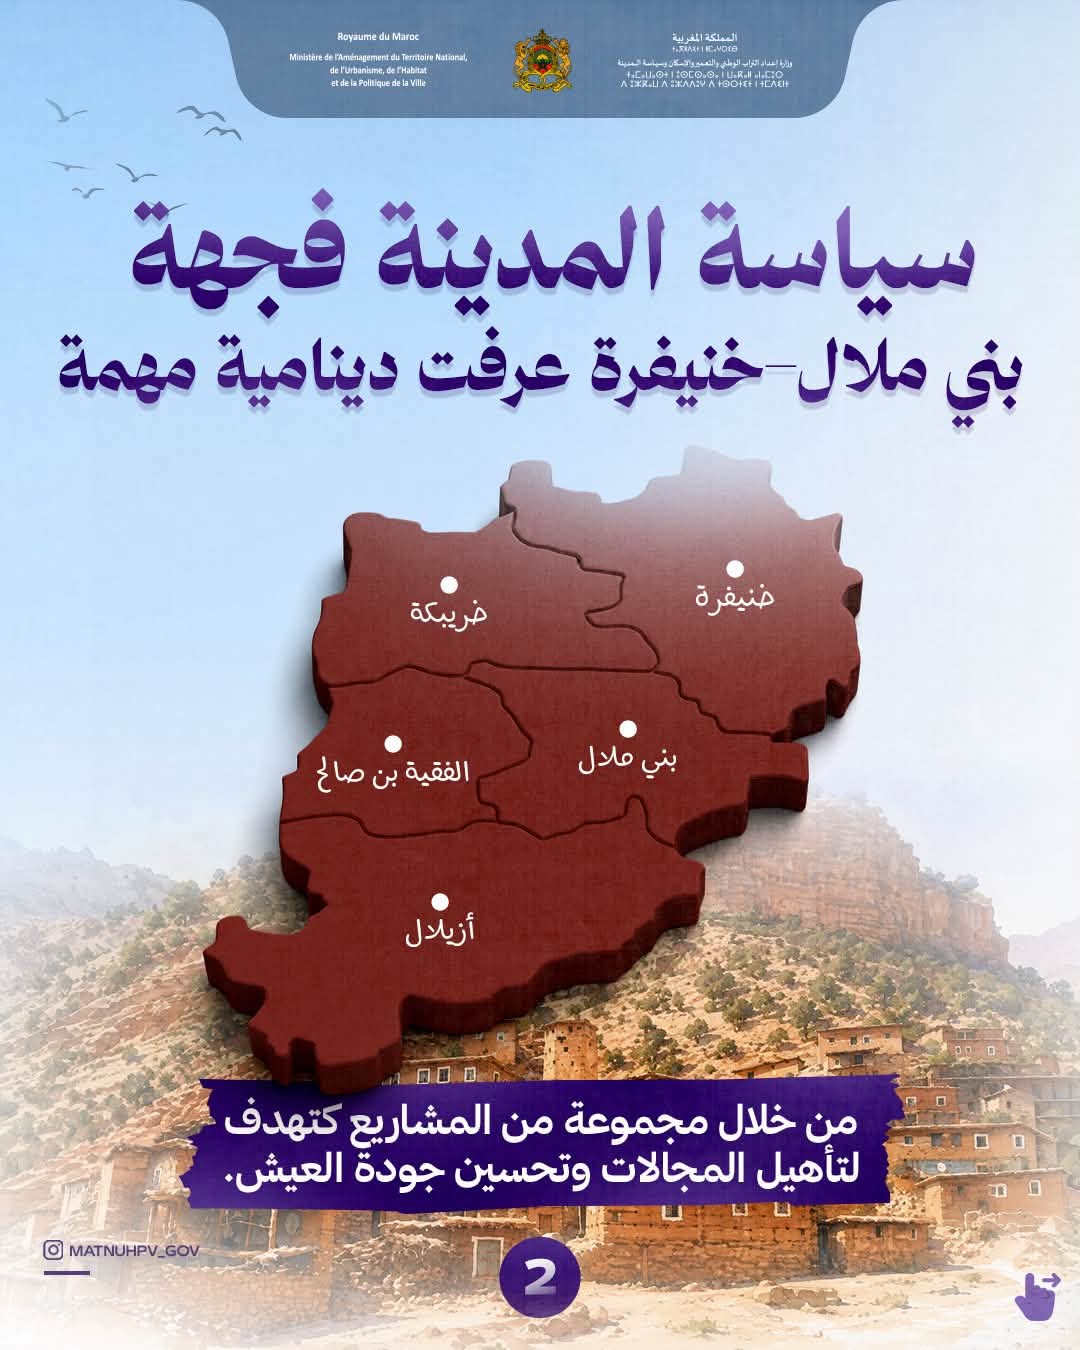 Royaume du Maroc
Ministère de l'Aménagement du Territoire National,
de l'Urbanisme, de l'Habitat
et de la Politique de la Ville
المملكة المغربية
ⵜⴰⴳⵍⴷⵉⵜ ⵏ ⵍⵎⵖⵔⵉⴱ
وزارة إعداد التراب الوطني والتعمير والإسكان وسياسة المدينة
سياسة المدينة فجهة
بني ملال-خنيفرة عرفت دينامية مهمة
خنيفرة
خريبكة
بني ملال
الفقية بن صالح
أزيلال
من خلال مجموعة من المشاريع كتهدف
لتأهيل المجالات وتحسين جودة العيش.
MATNUHPV_GOV
2